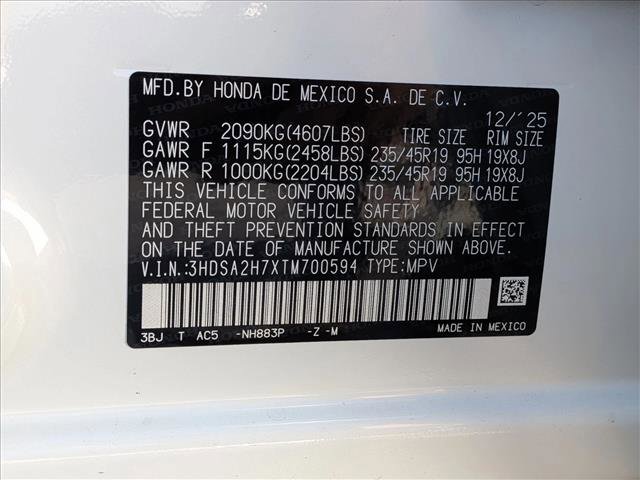 MFD.BY HONDA DE MEXICO S.A. DE C.V.
12/'25
GVWR 2090KG(4607LBS) TIRE SIZE RIM SIZE
GAWR F 1115KG(2458LBS) 235/45R19 95H 19X8J
GAWR R 1000KG(2204LBS) 235/45R19 95H 19X8J
THIS VEHICLE CONFORMS TO ALL APPLICABLE
FEDERAL MOTOR VEHICLE SAFETY
AND THEFT PREVENTION STANDARDS IN EFFECT
ON THE DATE OF MANUFACTURE SHOWN ABOVE.
V.I.N:3HDSA2H7XTM700594 TYPE:MPV
3BJ T AC5 -NH883P -Z -M
MADE IN MEXICO